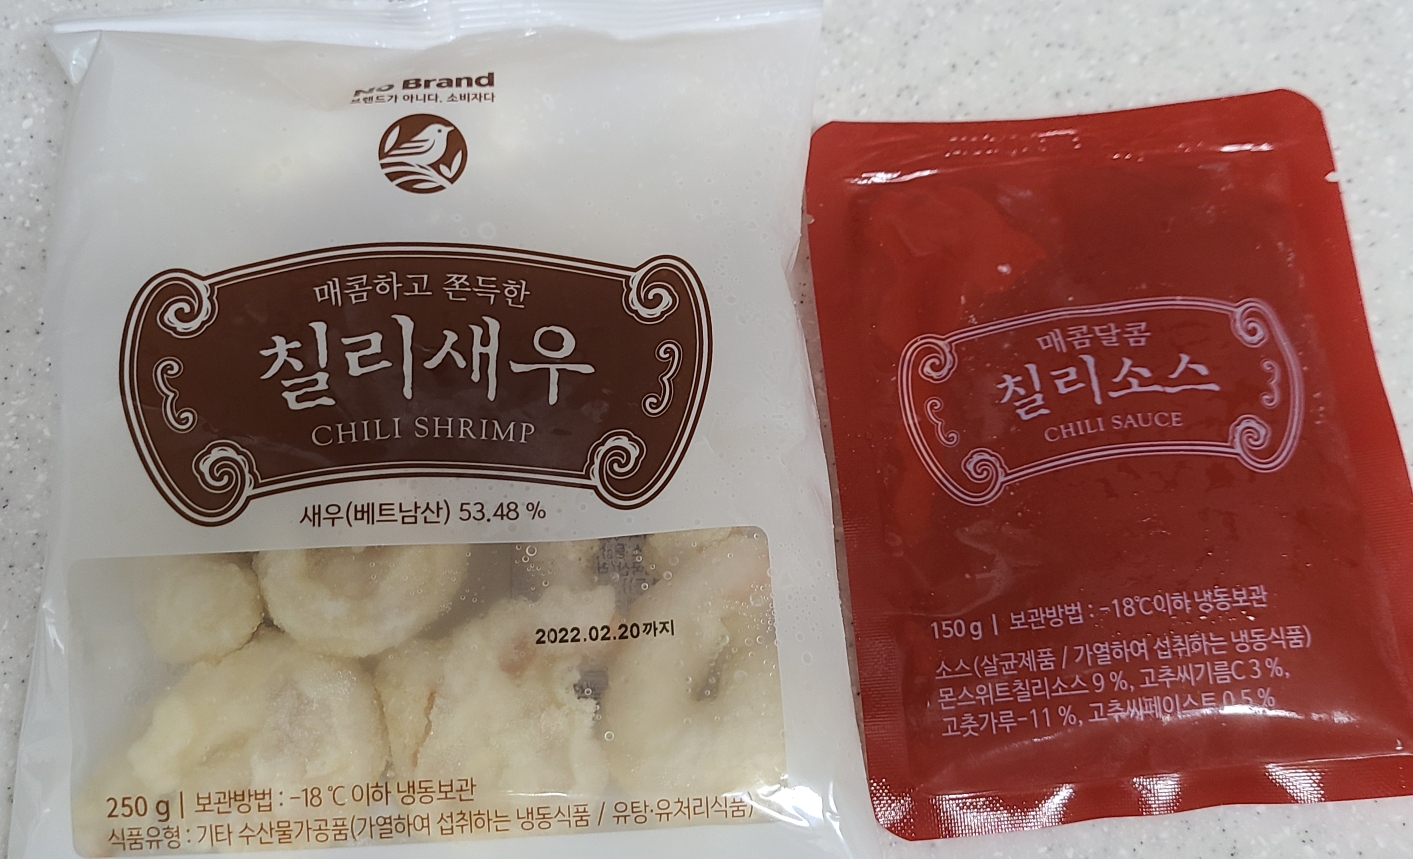 No Brand
브랜드가 아니다. 소비자다
매콤하고 쫀득한
칠리새우
CHILI SHRIMP
새우(베트남산) 53.48 %
2022.02.20까지
250 g | 보관방법 : -18 ℃ 이하 냉동보관
식품유형 : 기타 수산물가공품(가열하여 섭취하는 냉동식품 / 유탕·유처리식품)
매콤달콤
칠리소스
CHILI SAUCE
150 g | 보관방법 : -18℃이하 냉동보관
소스(살균제품 / 가열하여 섭취하는 냉동식품)
몬스위트칠리소스 9 %, 고추씨기름C 3 %,
고춧가루-11 %, 고추씨페이스트 0.5 %